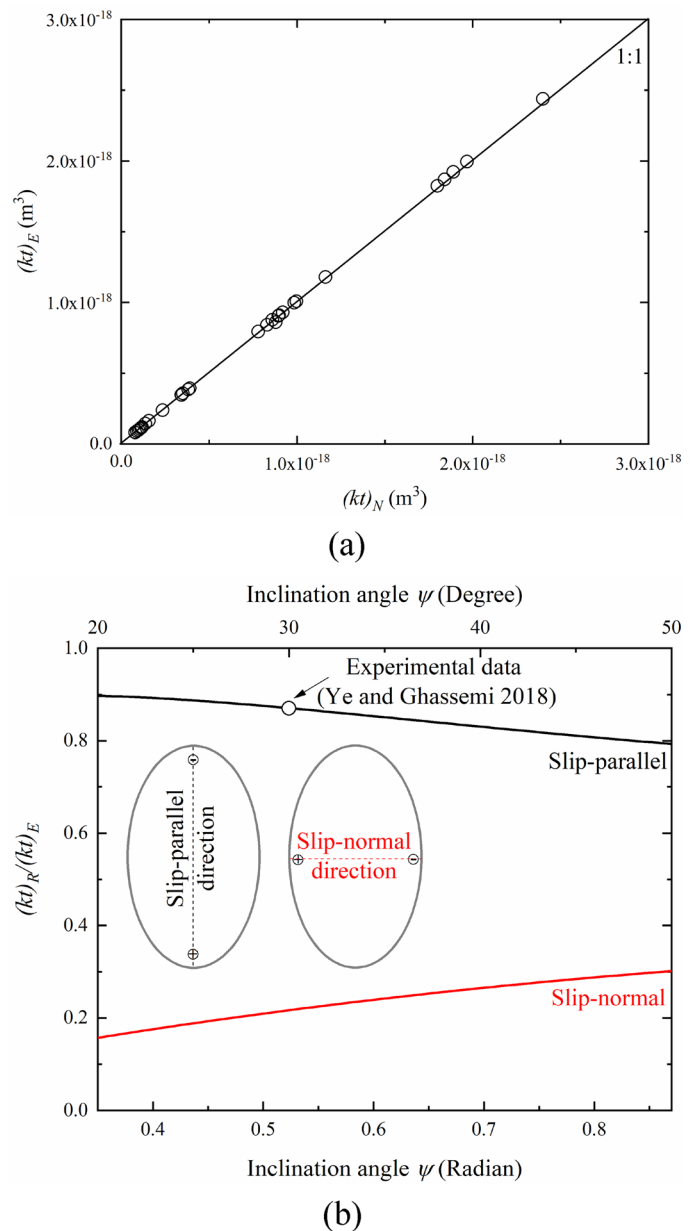 3.0x10-18
1:1
2.0x10-18
(kt)E (m3)
1.0x10-18
0.0
0.0
1.0x10-18
2.0x10-18
3.0x10-18
(kt)N (m3)
(a)
Inclination angle ψ (Degree)
20
30
40
50
1.0
Experimental data
(Ye and Ghassemi 2018)
0.8
Slip-parallel
Slip-parallel
direction
Slip-normal
direction
0.6
(kt)R/(kt)E
0.4
Slip-normal
0.2
0.0
0.4
0.5
0.6
0.7
0.8
Inclination angle ψ (Radian)
(b)